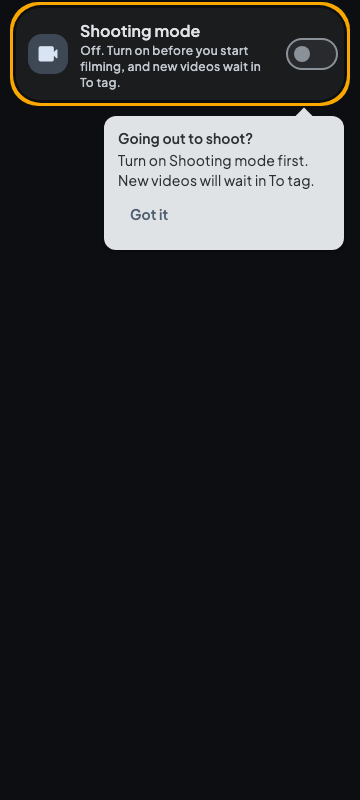 Shooting mode
Off. Turn on before you start
filming, and new videos wait in
To tag.
Going out to shoot?
Turn on Shooting mode first.
New videos will wait in To tag.
Got it